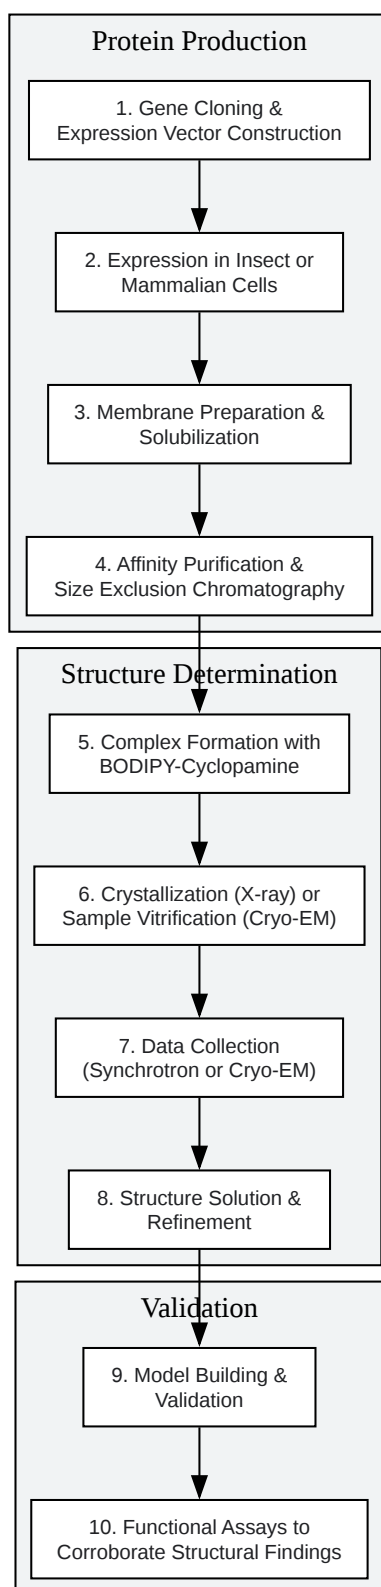 Protein Production
1. Gene Cloning &
Expression Vector Construction
2. Expression in Insect or
Mammalian Cells
3. Membrane Preparation &
Solubilization
4. Affinity Purification &
Size Exclusion Chromatography
Structure Determination
5. Complex Formation with
BODIPY-Cyclopamine
6. Crystallization (X-ray) or
Sample Vitrification (Cryo-EM)
7. Data Collection
(Synchrotron or Cryo-EM)
8. Structure Solution &
Refinement
Validation
9. Model Building &
Validation
10. Functional Assays to
Corroborate Structural Findings